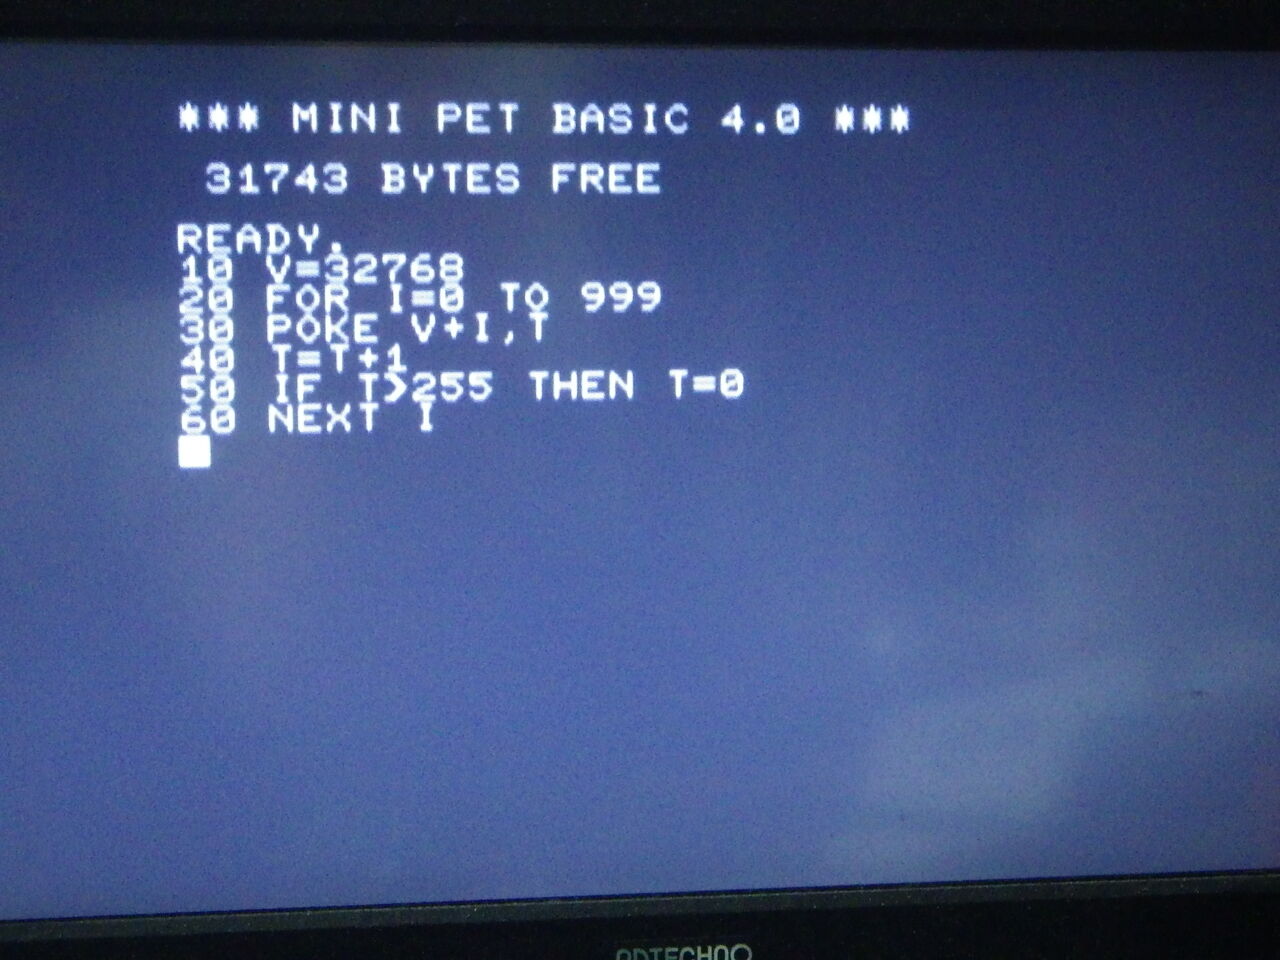 *** MINI PET BASIC 4.0 ***
31743 BYTES FREE
READY.
10 V=32768
20 FOR I=0 TO 999
30 POKE V+I,T
40 T=T+1
50 IF T>255 THEN T=0
60 NEXT I
ADTECHNO